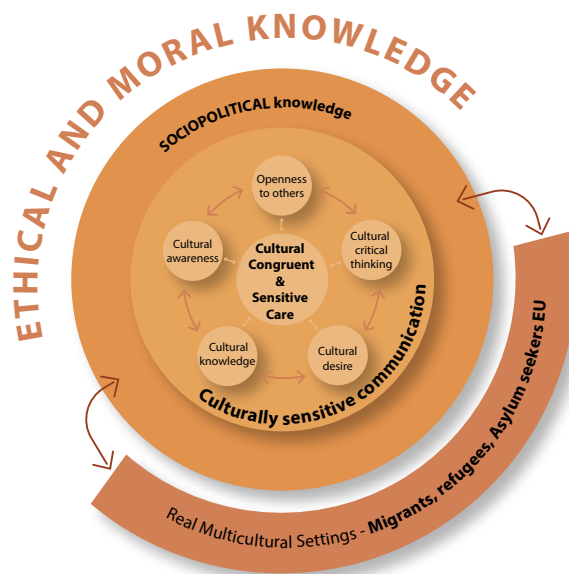 ETHICAL AND MORAL KNOWLEDGE
SOCIOPOLITICAL knowledge
Openness
to others
Cultural
awareness
Cultural
critical
thinking
Cultural
Congruent
&
Sensitive
Care
Cultural
knowledge
Cultural
desire
Culturally sensitive communication
Real Multicultural Settings - Migrants, refugees, Asylum seekers EU